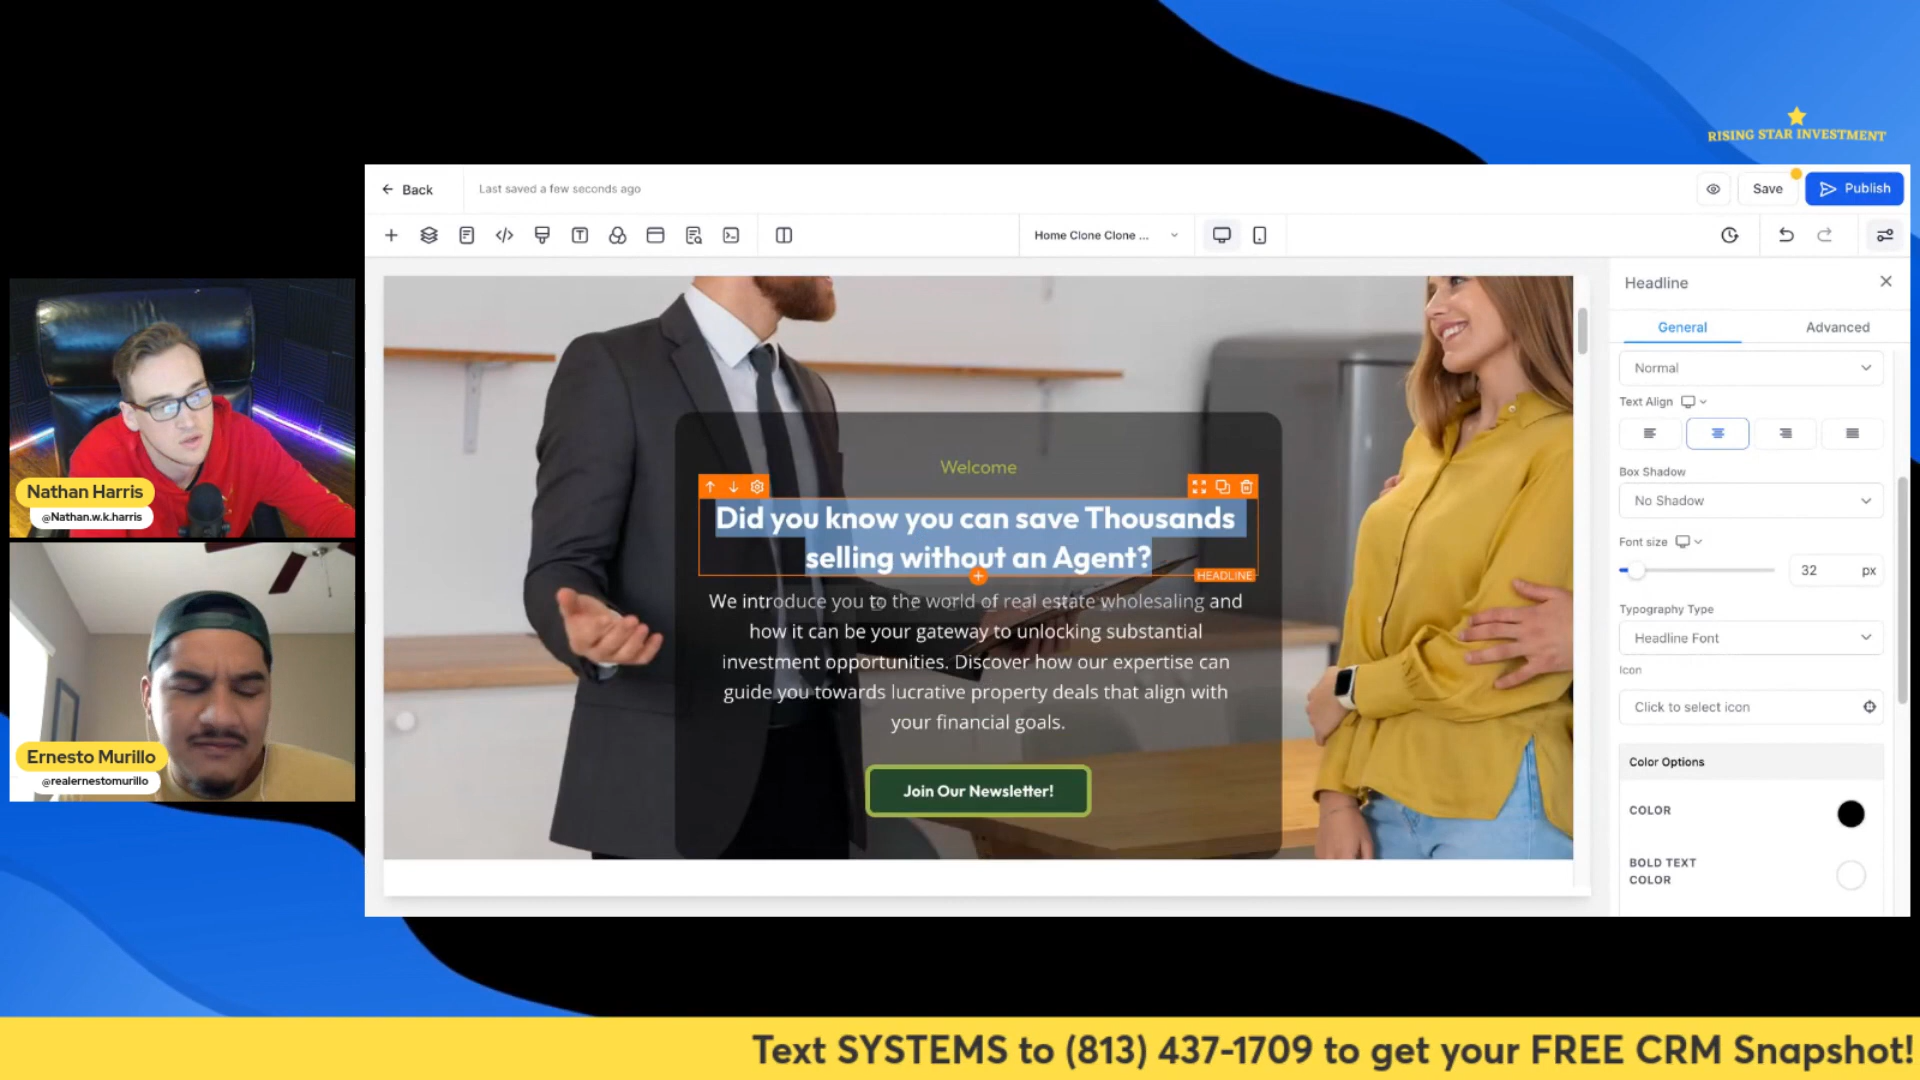 RISING STAR INVESTMENT
Back
Last saved a few seconds ago
Save
Publish
Home Clone Clone ...
Headline
General
Advanced
Normal
Text Align
Box Shadow
No Shadow
Font size
32
px
Typography Type
Headline Font
Icon
Click to select icon
Color Options
COLOR
BOLD TEXT
COLOR
Welcome
Did you know you can save Thousands
selling without an Agent?
HEADLINE
We introduce you to the world of real estate wholesaling and
how it can be your gateway to unlocking substantial
investment opportunities. Discover how our expertise can
guide you towards lucrative property deals that align with
your financial goals.
Join Our Newsletter!
Nathan Harris
@Nathan.w.k.harris
Ernesto Murillo
@realernestomurillo
Text SYSTEMS to (813) 437-1709 to get your FREE CRM Snapshot!